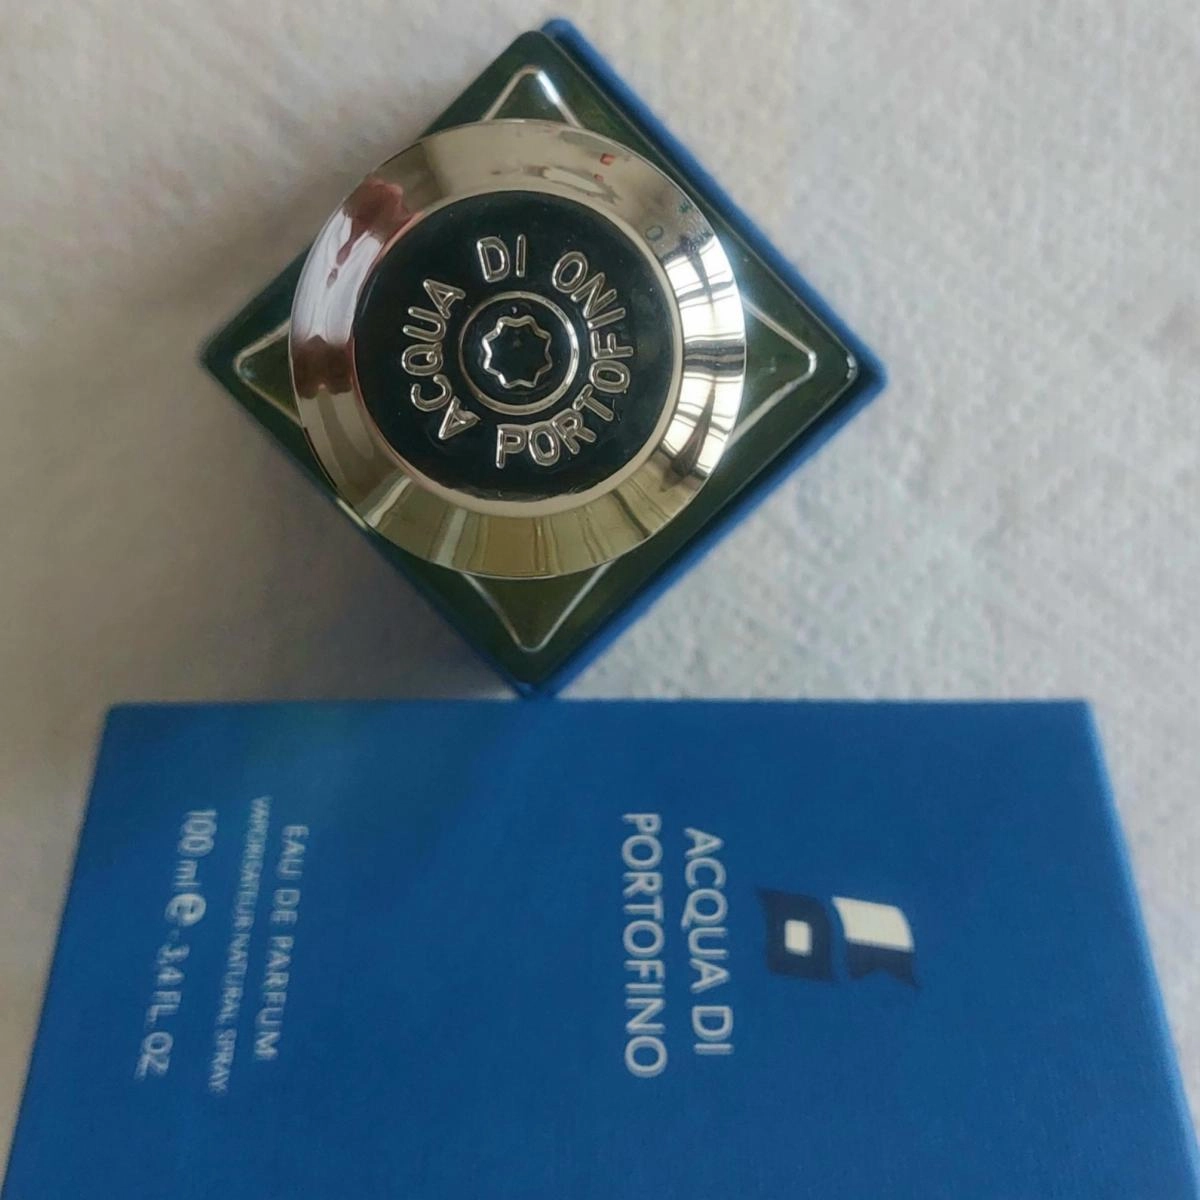 ACQUA DI PORTOFINO
ACQUA DI
PORTOFINO
EAU DE PARFUM
VAPORISATEUR NATURAL SPRAY
100 ml ℮ - 3,4 FL. OZ.